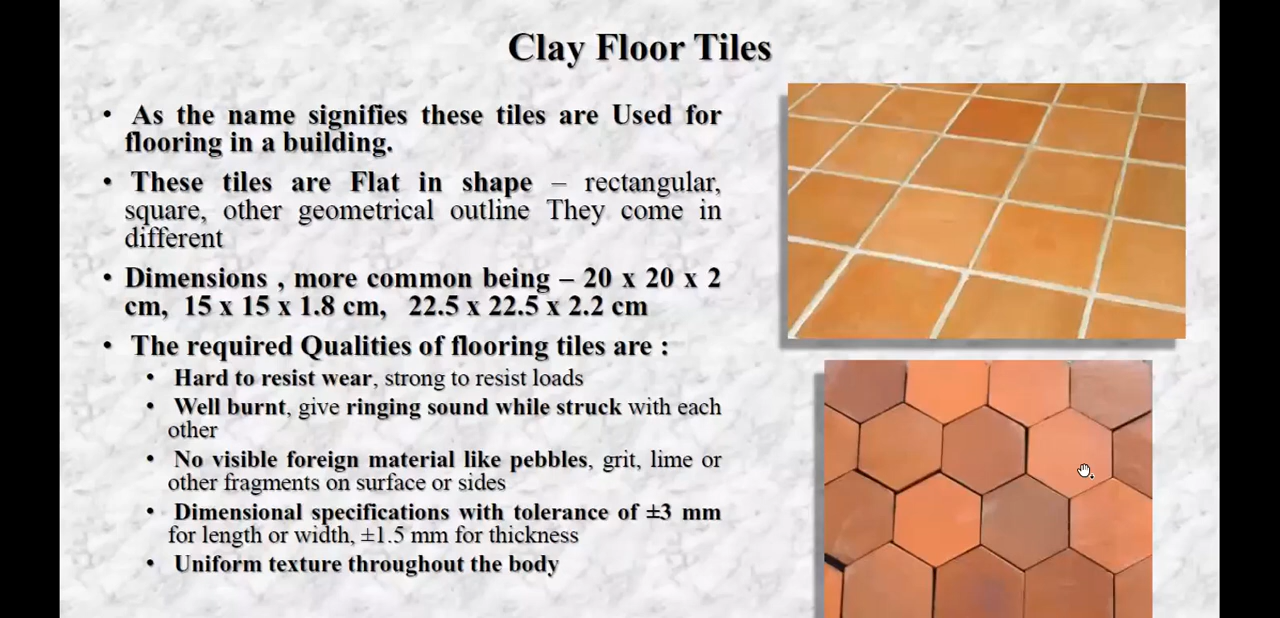 Clay Floor Tiles
• As the name signifies these tiles are Used for
flooring in a building.
• These tiles are Flat in shape – rectangular,
square, other geometrical outline They come in
different
• Dimensions , more common being – 20 x 20 x 2
cm, 15 x 15 x 1.8 cm, 22.5 x 22.5 x 2.2 cm
• The required Qualities of flooring tiles are :
• Hard to resist wear, strong to resist loads
• Well burnt, give ringing sound while struck with each
other
• No visible foreign material like pebbles, grit, lime or
other fragments on surface or sides
• Dimensional specifications with tolerance of ±3 mm
for length or width, ±1.5 mm for thickness
• Uniform texture throughout the body